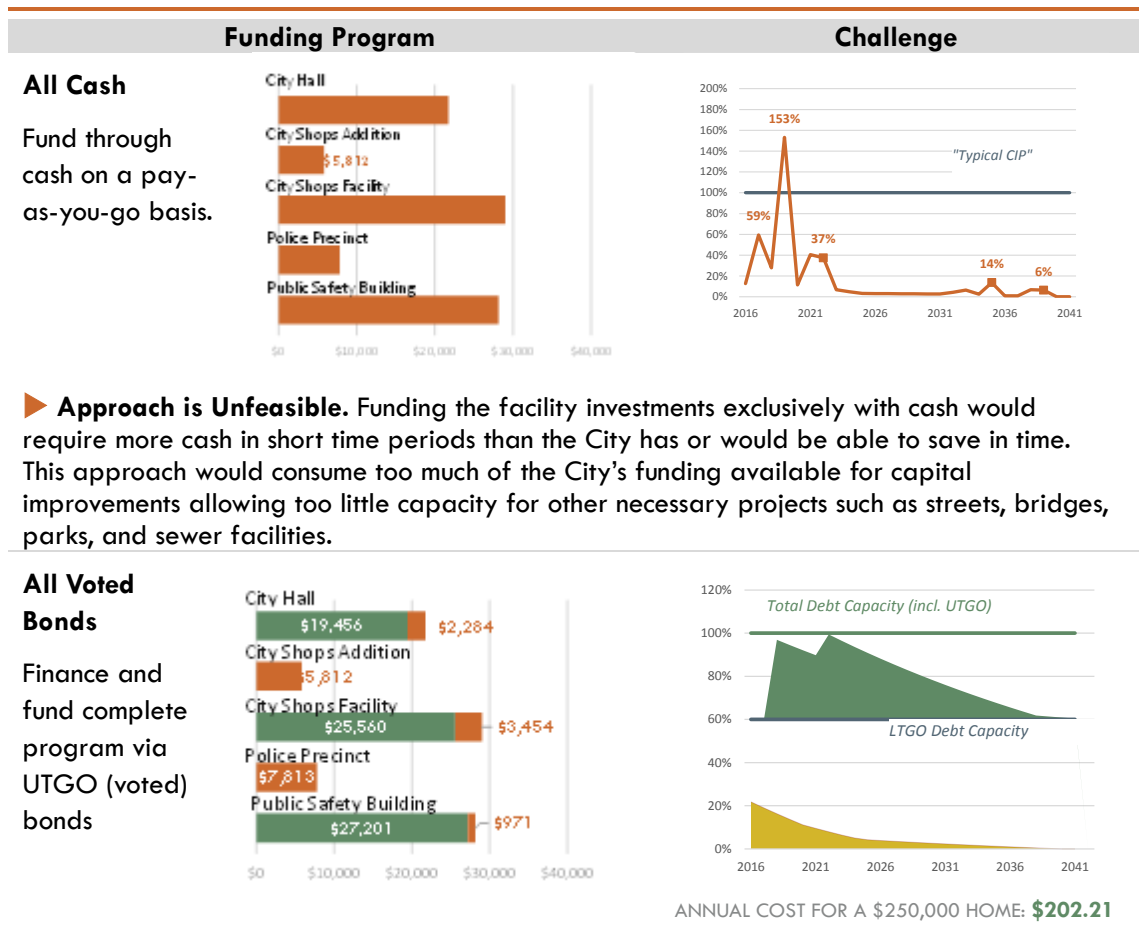 Funding Program
Challenge
All Cash
Fund through
cash on a pay-
as-you-go basis.
City Hall
City Shops Addition
$5,812
City Shops Facility
Police Precinct
Public Safety Building
$0 $10,000 $20,000 $30,000 $40,000
200%
180%
160%
140%
120%
100%
80%
60%
40%
20%
0%
153%
"Typical CIP"
59%
37%
14%
6%
2016 2021 2026 2031 2036 2041
▶ Approach is Unfeasible. Funding the facility investments exclusively with cash would
require more cash in short time periods than the City has or would be able to save in time.
This approach would consume too much of the City's funding available for capital
improvements allowing too little capacity for other necessary projects such as streets, bridges,
parks, and sewer facilities.
All Voted
Bonds
Finance and
fund complete
program via
UTGO (voted)
bonds
City Hall
$19,456 $2,284
City Shops Addition
$5,812
City Shops Facility
$25,560 $3,454
Police Precinct
$7,813
Public Safety Building
$27,201 $971
$0 $10,000 $20,000 $30,000 $40,000
120%
100%
80%
60%
40%
20%
0%
Total Debt Capacity (incl. UTGO)
LTGO Debt Capacity
2016 2021 2026 2031 2036 2041
ANNUAL COST FOR A $250,000 HOME: $202.21